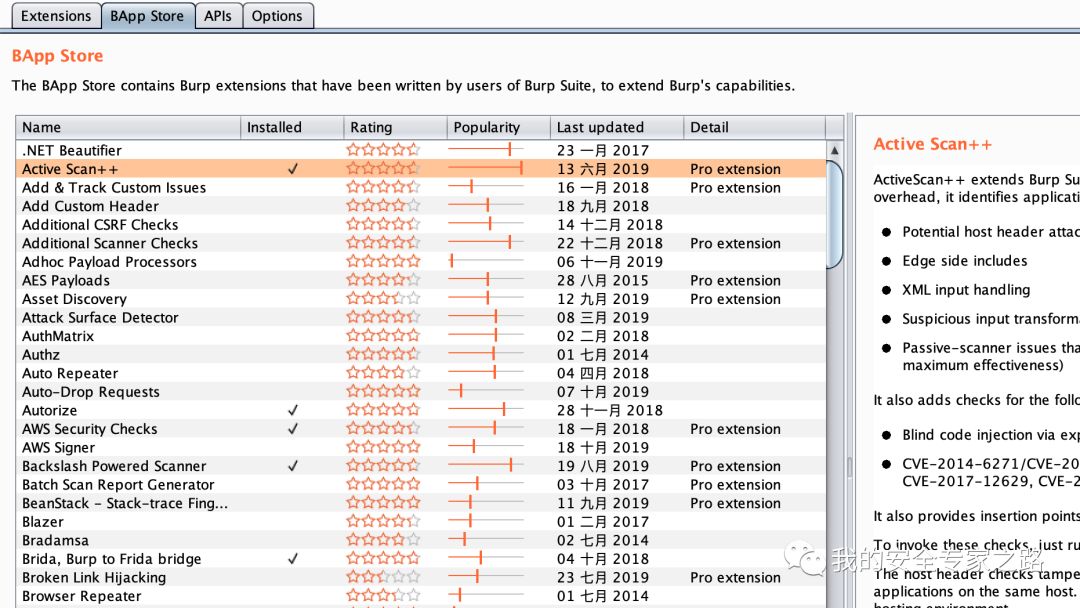 Extensions BApp Store APIs Options
BApp Store
The BApp Store contains Burp extensions that have been written by users of Burp Suite, to extend Burp's capabilities.
Name Installed Rating Popularity Last updated Detail
.NET Beautifier 23 一月 2017
Active Scan++ ✓ 13 六月 2019 Pro extension
Add & Track Custom Issues 16 一月 2018 Pro extension
Add Custom Header 18 九月 2018
Additional CSRF Checks 14 十二月 2018
Additional Scanner Checks 22 十二月 2018 Pro extension
Adhoc Payload Processors 06 十一月 2019
AES Payloads 28 八月 2015 Pro extension
Asset Discovery 12 九月 2019 Pro extension
Attack Surface Detector 08 三月 2019
AuthMatrix 02 二月 2018
Authz 01 七月 2014
Auto Repeater 04 四月 2018
Auto-Drop Requests 07 十月 2019
Autorize ✓ 28 十一月 2018
AWS Security Checks ✓ 18 一月 2018 Pro extension
AWS Signer 18 十月 2019
Backslash Powered Scanner ✓ 19 八月 2019 Pro extension
Batch Scan Report Generator 03 十月 2017 Pro extension
BeanStack - Stack-trace Fing... 11 九月 2019 Pro extension
Blazer 01 二月 2017
Bradamsa 02 七月 2014
Brida, Burp to Frida bridge ✓ 04 十月 2018
Broken Link Hijacking 23 七月 2019 Pro extension
Browser Repeater 01 七月 2014
Active Scan++
ActiveScan++ extends Burp Su
overhead, it identifies applicati
● Potential host header attac
● Edge side includes
● XML input handling
● Suspicious input transforma
● Passive-scanner issues tha
maximum effectiveness)
It also adds checks for the follo
● Blind code injection via exp
● CVE-2014-6271/CVE-20
CVE-2017-12629, CVE-2
It also provides insertion points
To invoke these checks, just ru
我的安全专家之路
The host header checks tampe
applications on the same host.
hosting environment